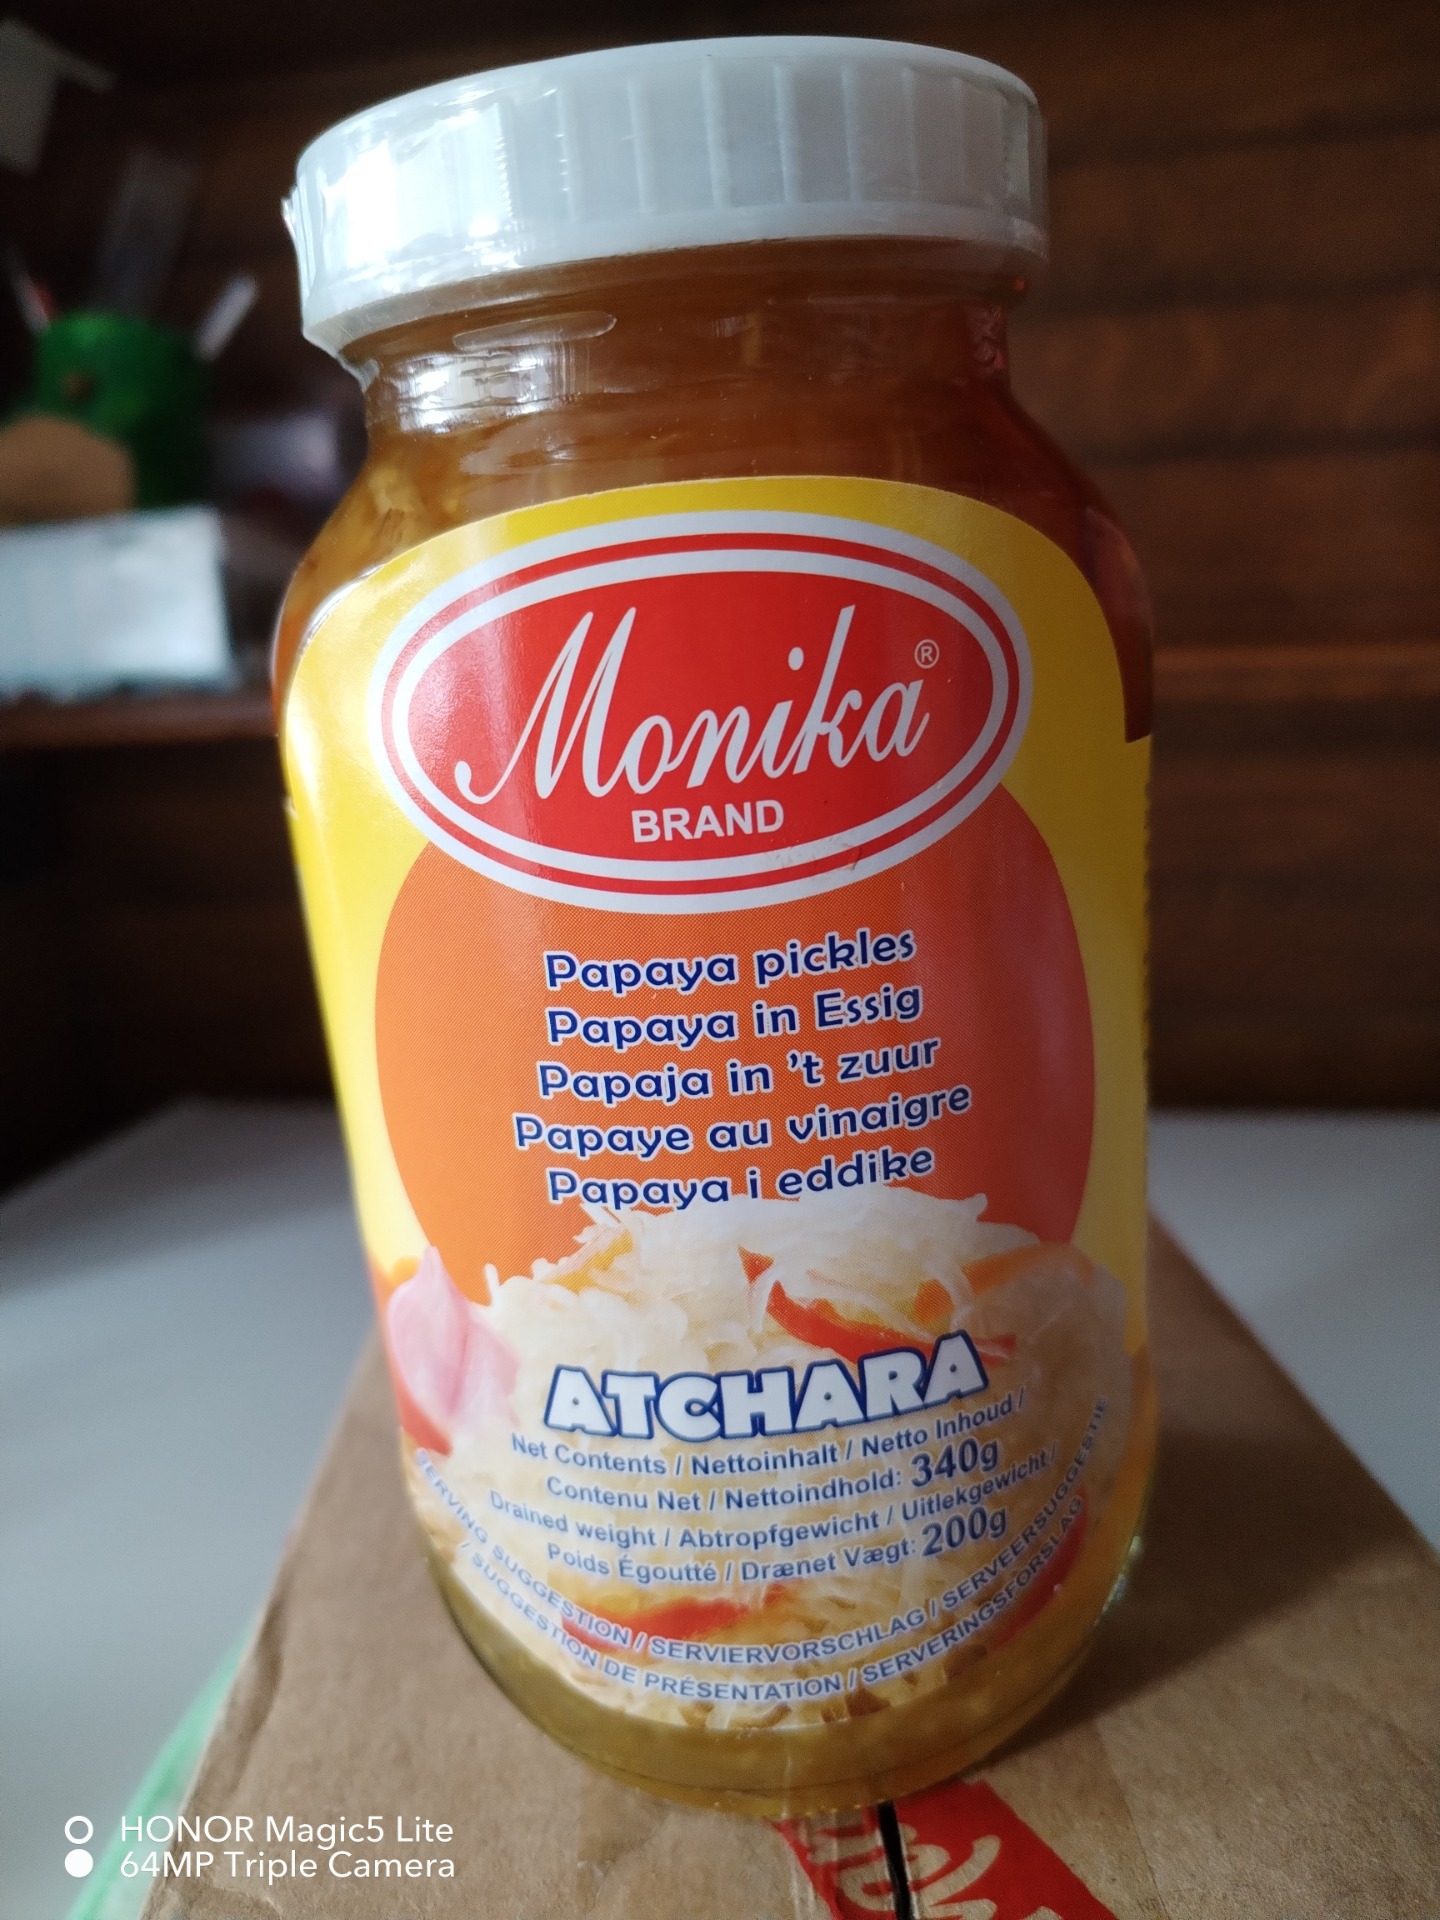 Monika®
BRAND
Papaya pickles
Papaya in Essig
Papaja in 't zuur
Papaye au vinaigre
Papaya i eddike
ATCHARA
Net Contents / Nettoinhalt / Netto Inhoud /
Contenu Net / Nettoindhold: 340g
Drained weight / Abtropfgewicht / Uitlekgewicht /
Poids Égoutté / Drænet Vægt: 200g
SERVING SUGGESTION / SERVIERVORSCHLAG / SERVEERSUGGESTIE
/ SUGGESTION DE PRÉSENTATION / SERVERINGSFORSLAG
HONOR Magic5 Lite
64MP Triple Camera